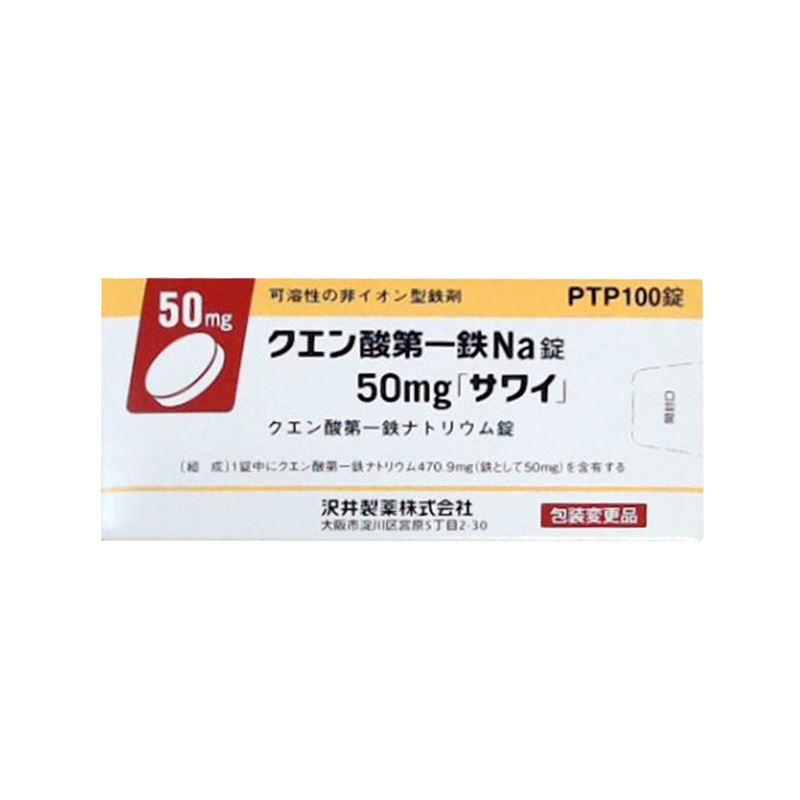 50mg
可溶性の非イオン型鉄剤
PTP100錠
クエン酸第一鉄Na錠
50mg「サワイ」
クエン酸第一鉄ナトリウム錠
〔組 成〕1錠中にクエン酸第一鉄ナトリウム470.9mg(鉄として50mg)を含有する
開封口
沢井製薬株式会社
大阪市淀川区宮原5丁目2-30
包装変更品